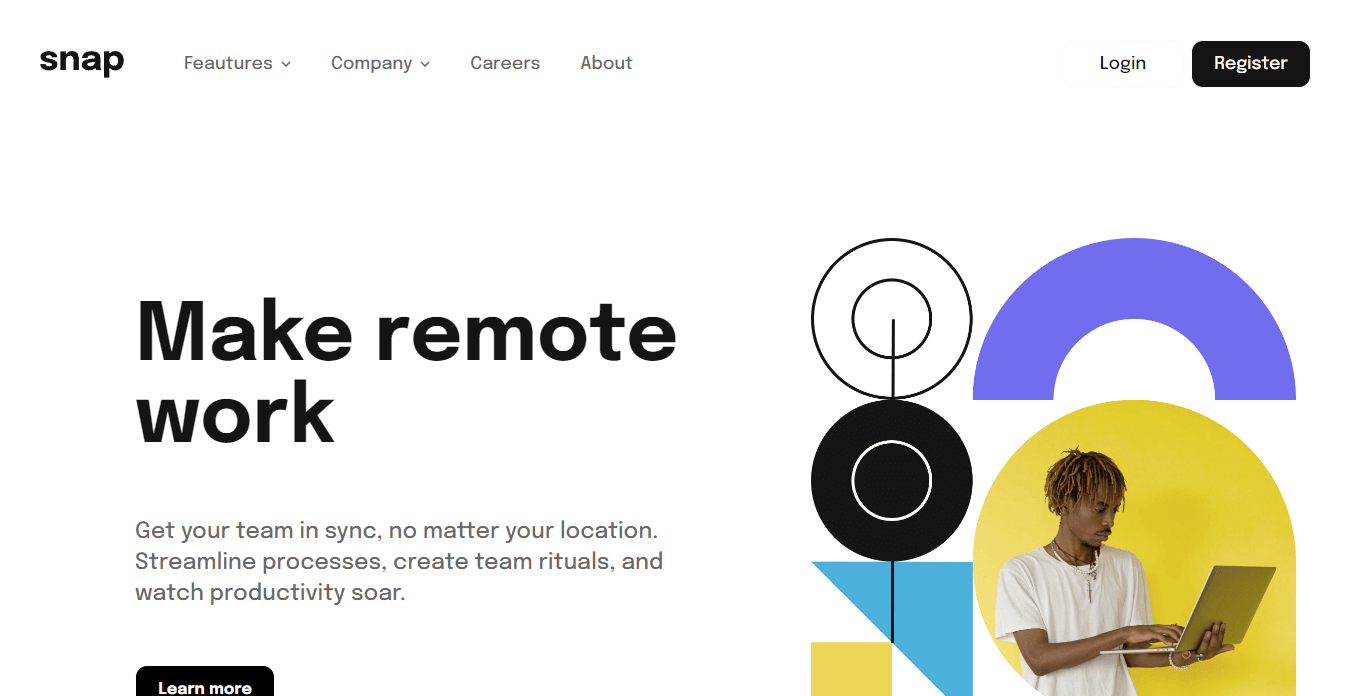 snap
Feautures
Company
Careers
About
Login
Register
Make remote
work
Get your team in sync, no matter your location.
Streamline processes, create team rituals, and
watch productivity soar.
Learn more